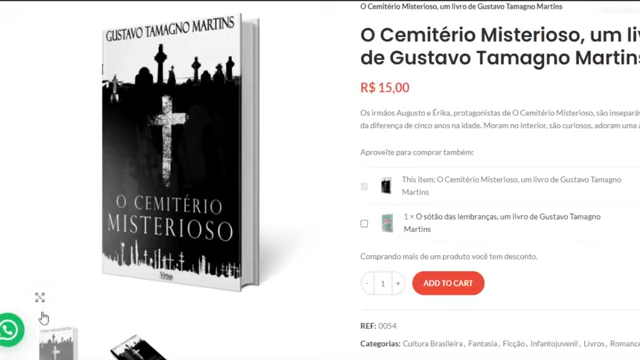 O Cemitério Misterioso, um livro de Gustavo Tamagno Martins
GUSTAVO TAMAGNO MARTINS
O CEMITÉRIO
MISTERIOSO
O Cemitério Misterioso, um
de Gustavo Tamagno Martins
R$ 15,00
Os irmãos Augusto e Érika, protagonistas de O Cemitério Misterioso, são
da diferença de cinco anos na idade. Moram no interior, são curiosos, adoram uma
Aproveite para comprar também:
This item: O Cemitério Misterioso, um livro de Gustavo Tamagno
Martins
1 × O sótão das lembranças, um livro de Gustavo Tamagno
Martins
Comprando mais de um produto você tem desconto.
- 1 +
ADD TO CART
REF: 0054
Categorias: Cultura Brasileira, Fantasia, Ficção, Infantojuvenil, Livros, Romance